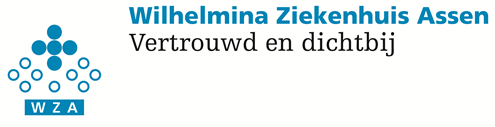 Wilhelmina Ziekenhuis Assen
Vertrouwd en dichtbij
WZA